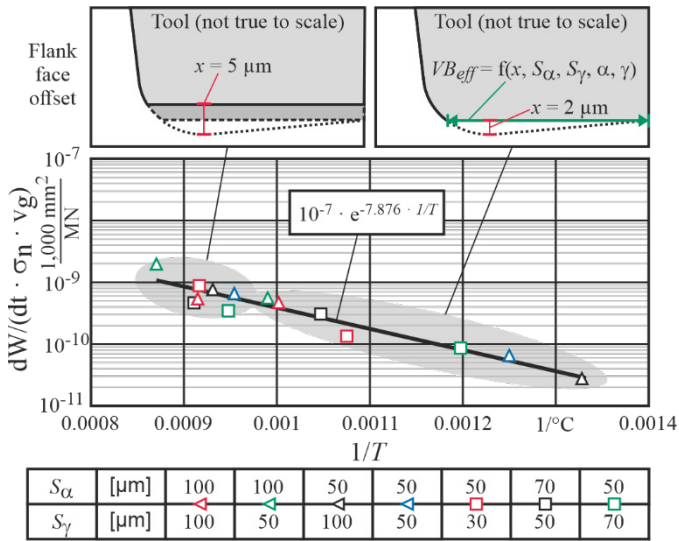 Tool (not true to scale)
Tool (not true to scale)
Flank
face
offset
x = 5 µm
VBeff = f(x, Sα, Sγ, α, γ)
x = 2 µm
10-7
10-7 · e-7.876 · 1/T
dW/(dt · σn · vg)
1,000 mm2
MN
10-8
10-9
10-10
10-11
0.0008 0.0009 0.001 0.0011 0.0012 1/°C 0.0014
1/T
Sα [µm] 100 100 50 50 50 70 50
Sγ [µm] 100 50 100 50 30 50 70